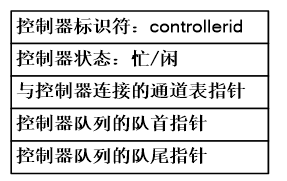 控制器标识符：controllerid
控制器状态：忙/闲
与控制器连接的通道表指针
控制器队列的队首指针
控制器队列的队尾指针